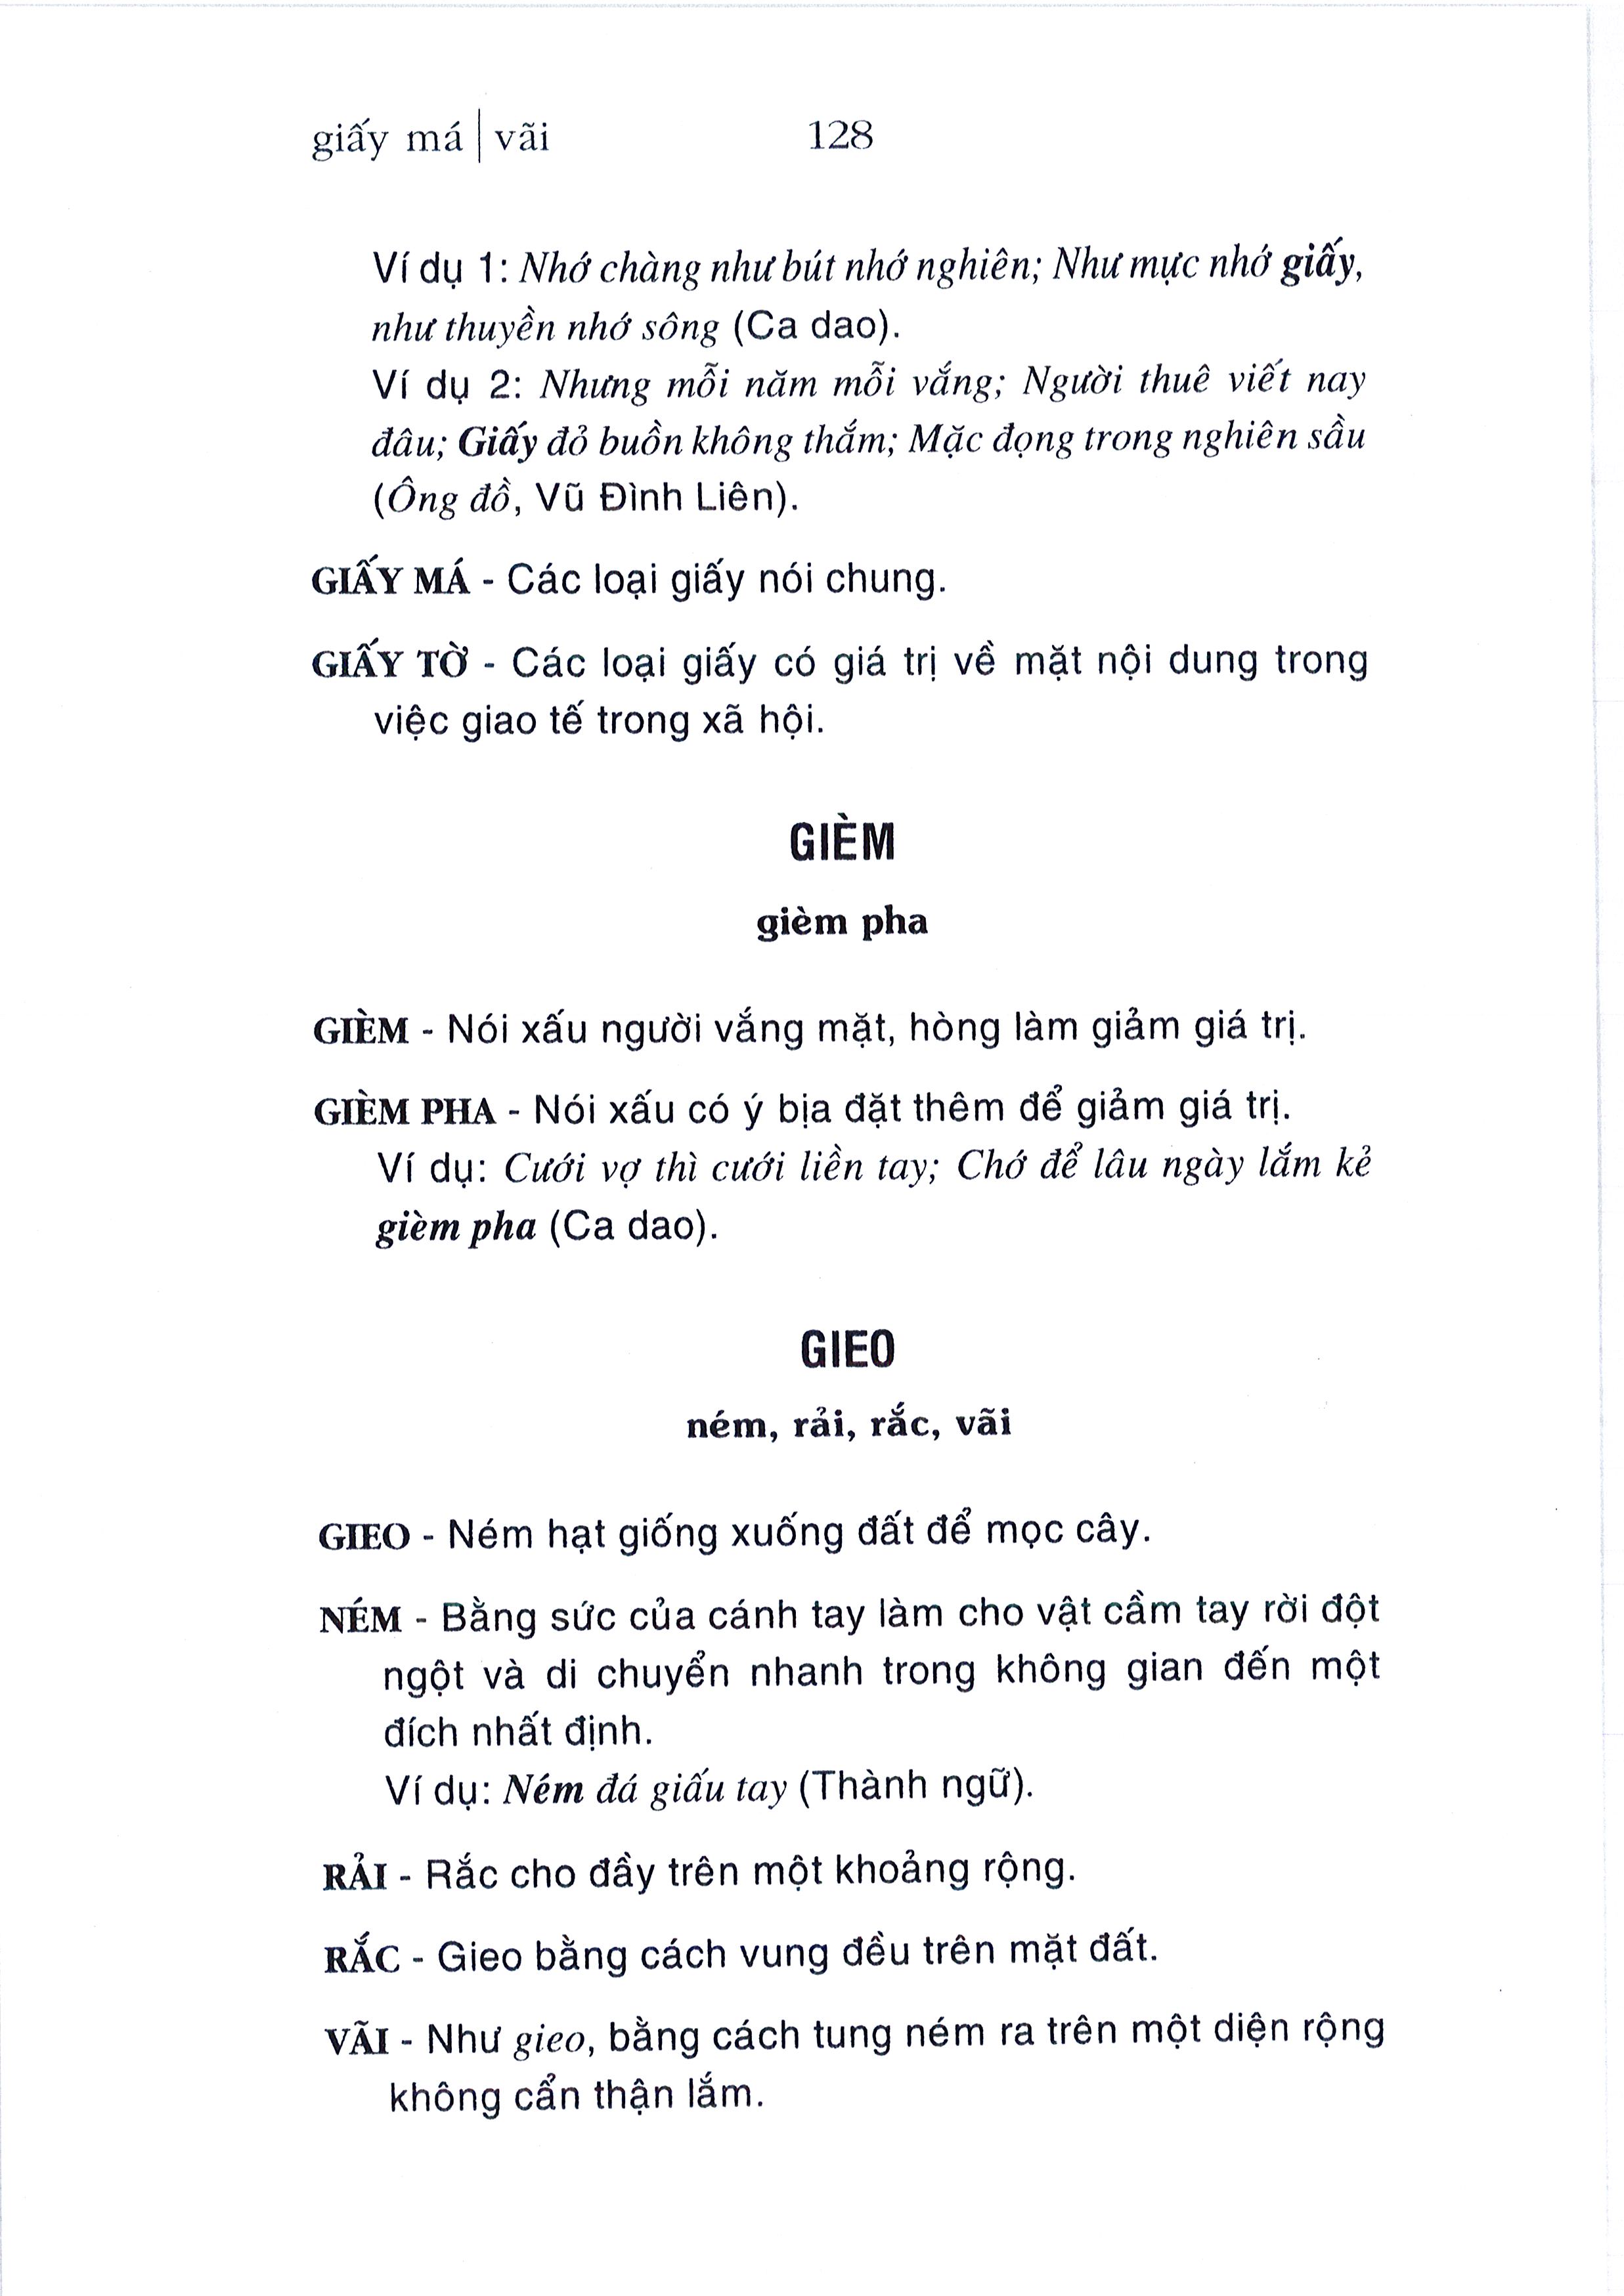 giấy má | vãi 128
Ví dụ 1: Nhớ chàng như bút nhớ nghiên; Như mực nhớ giấy,
như thuyền nhớ sông (Ca dao).
Ví dụ 2: Nhưng mỗi năm mỗi vắng; Người thuê viết nay
đâu; Giấy đỏ buồn không thắm; Mặc đọng trong nghiên sầu
(Ông đồ, Vũ Đình Liên).
GIẤY MÁ - Các loại giấy nói chung.
GIẤY TỜ - Các loại giấy có giá trị về mặt nội dung trong
việc giao tế trong xã hội.
GIÈM
gièm pha
GIÈM - Nói xấu người vắng mặt, hòng làm giảm giá trị.
GIÈM PHA - Nói xấu có ý bịa đặt thêm để giảm giá trị.
Ví dụ: Cưới vợ thì cưới liền tay; Chớ để lâu ngày lắm kẻ
gièm pha (Ca dao).
GIEO
ném, rải, rắc, vãi
GIEO - Ném hạt giống xuống đất để mọc cây.
NÉM - Bằng sức của cánh tay làm cho vật cầm tay rời đột
ngột và di chuyển nhanh trong không gian đến một
đích nhất định.
Ví dụ: Ném đá giấu tay (Thành ngữ).
RẢI - Rắc cho đầy trên một khoảng rộng.
RẮC - Gieo bằng cách vung đều trên mặt đất.
VÃI - Như gieo, bằng cách tung ném ra trên một diện rộng
không cẩn thận lắm.